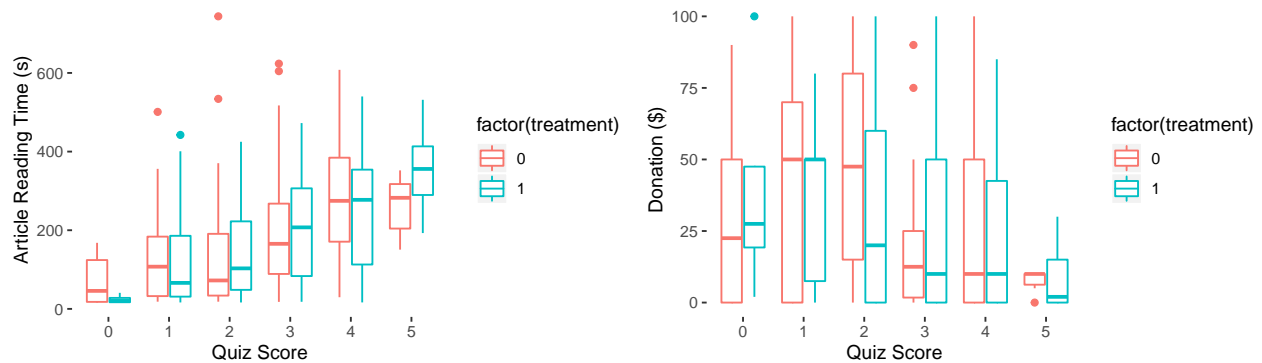 Article Reading Time (s)
600
400
200
0
0 1 2 3 4 5
Quiz Score
factor(treatment)
0
1
Donation ($)
100
75
50
25
0
0 1 2 3 4 5
Quiz Score
factor(treatment)
0
1